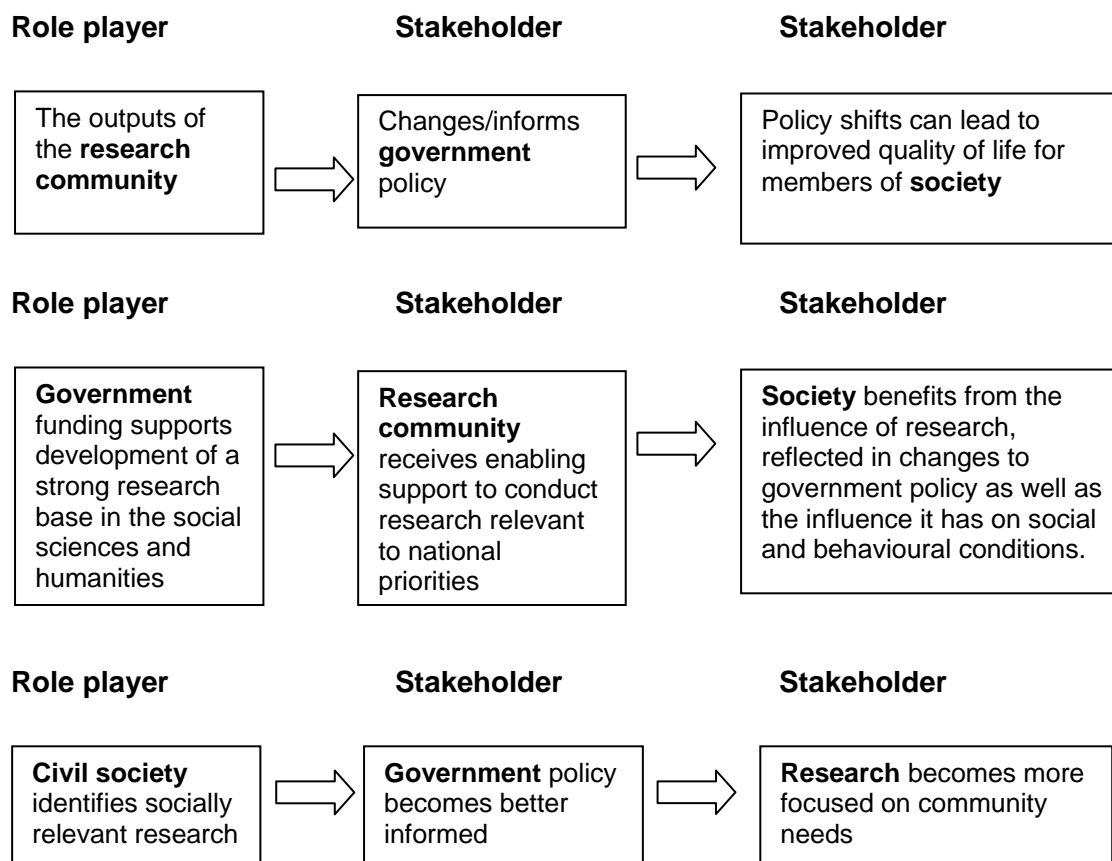 Role player
Stakeholder
Stakeholder
The outputs of
the research
community
Changes/informs
government
policy
Policy shifts can lead to
improved quality of life for
members of society
Role player
Stakeholder
Stakeholder
Government
funding supports
development of a
strong research
base in the social
sciences and
humanities
Research
community
receives enabling
support to conduct
research relevant
to national
priorities
Society benefits from the
influence of research,
reflected in changes to
government policy as well as
the influence it has on social
and behavioural conditions.
Role player
Stakeholder
Stakeholder
Civil society
identifies socially
relevant research
Government policy
becomes better
informed
Research becomes more
focused on community
needs